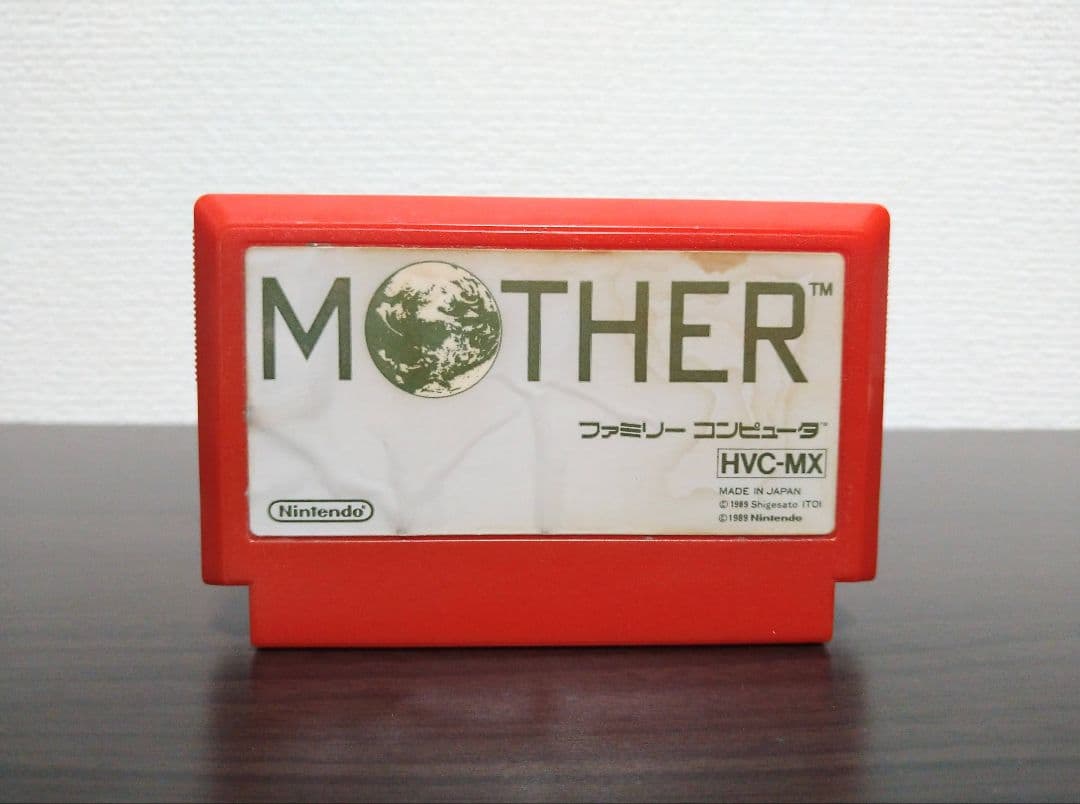 MOTHER™
ファミリー コンピュータ™
HVC-MX
MADE IN JAPAN
©1989 Shigesato ITOI
©1989 Nintendo
Nintendo®